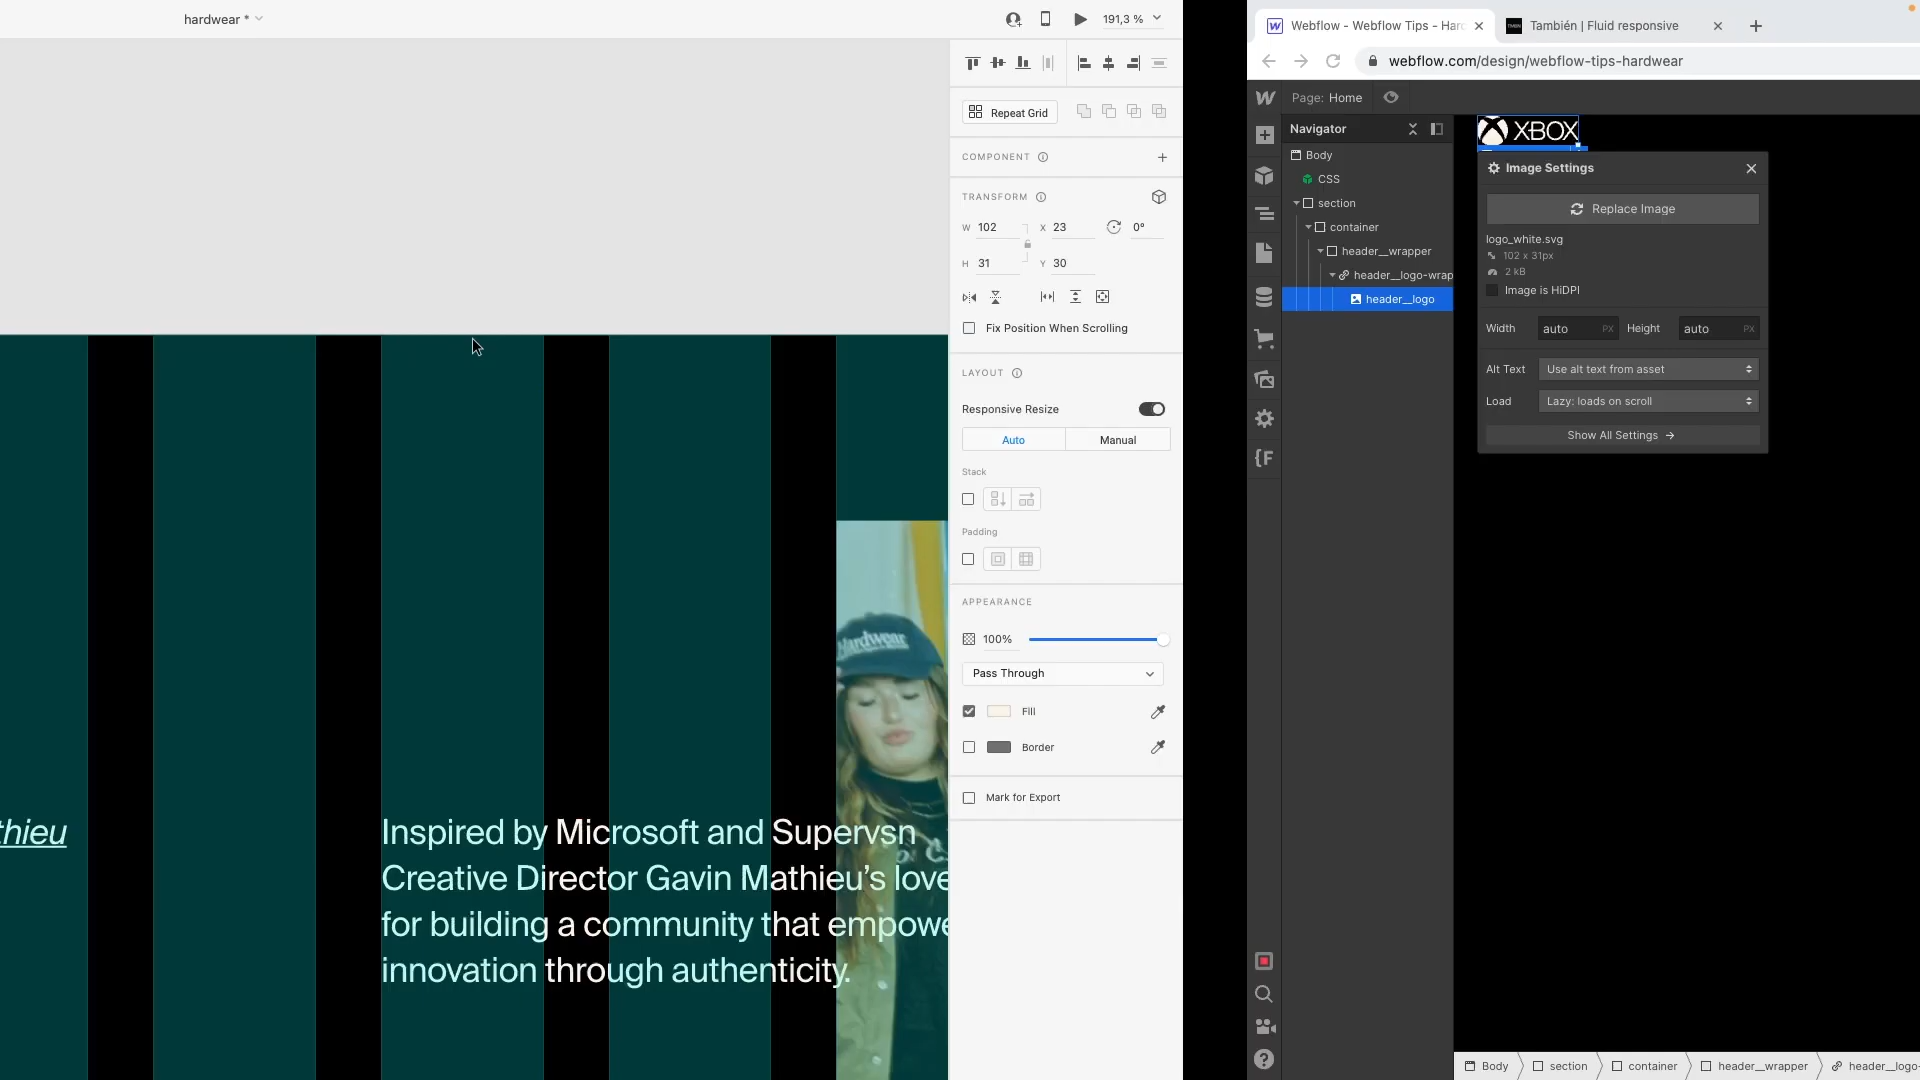 hardwear *
191,3 %
Repeat Grid
COMPONENT
TRANSFORM
W 102 X 23 0°
H 31 Y 30
Fix Position When Scrolling
LAYOUT
Responsive Resize
Auto Manual
Stack
Padding
APPEARANCE
100%
Pass Through
Fill
Border
Mark for Export
Hardwear
thieu
Inspired by Microsoft and Supervsn
Creative Director Gavin Mathieu’s love
for building a community that empowe
innovation through authenticity.
Webflow - Webflow Tips - Har
También | Fluid responsive
webflow.com/design/webflow-tips-hardwear
Page: Home
Navigator
Body
CSS
section
container
header__wrapper
header__logo-wrap
header__logo
XBOX
Image Settings
Replace Image
logo_white.svg
102 x 31px
2 kB
Image is HiDPI
Width auto PX Height auto PX
Alt Text Use alt text from asset
Load Lazy: loads on scroll
Show All Settings →
Body section container header__wrapper header__logo-